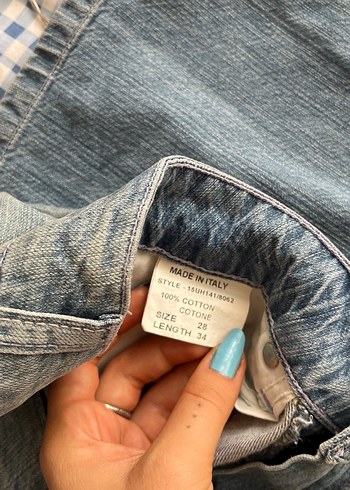 MADE IN ITALY
STYLE - 15UH141/8062
100% COTTON
COTONE
SIZE 28
LENGTH 34